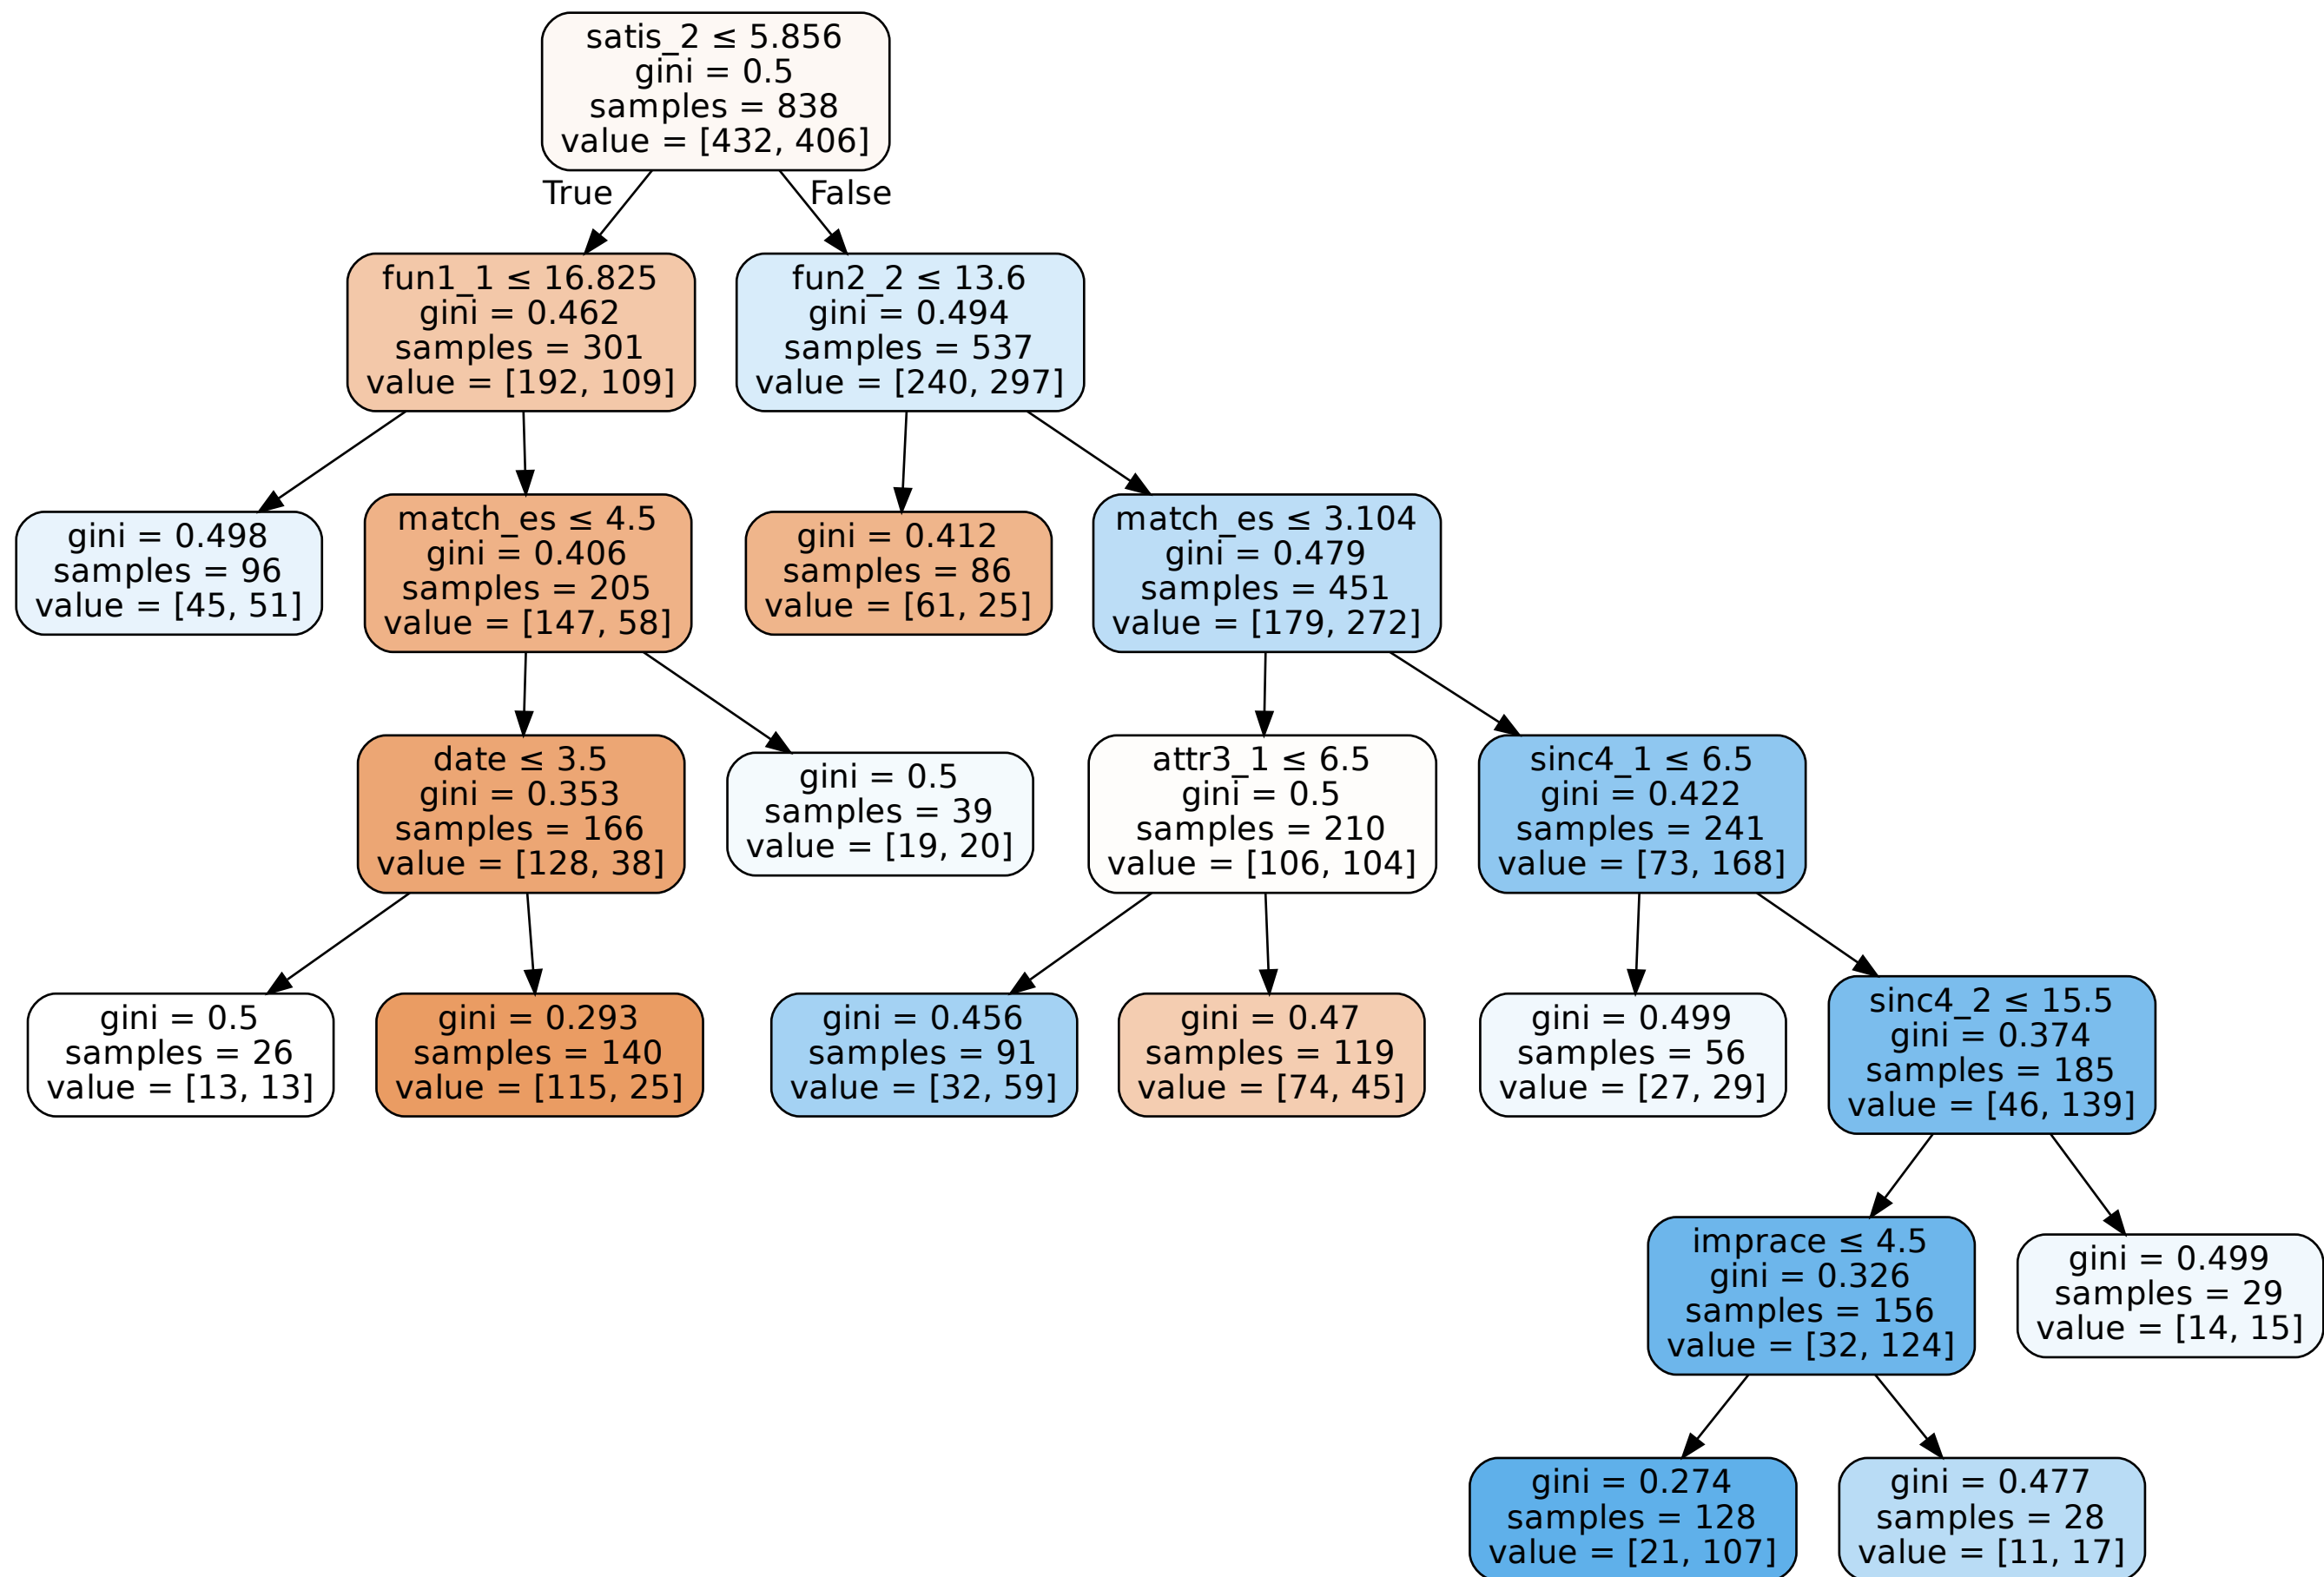 satis_2 ≤ 5.856
gini = 0.5
samples = 838
value = [432, 406]
True
False
fun1_1 ≤ 16.825
gini = 0.462
samples = 301
value = [192, 109]
fun2_2 ≤ 13.6
gini = 0.494
samples = 537
value = [240, 297]
gini = 0.498
samples = 96
value = [45, 51]
match_es ≤ 4.5
gini = 0.406
samples = 205
value = [147, 58]
gini = 0.412
samples = 86
value = [61, 25]
match_es ≤ 3.104
gini = 0.479
samples = 451
value = [179, 272]
date ≤ 3.5
gini = 0.353
samples = 166
value = [128, 38]
gini = 0.5
samples = 39
value = [19, 20]
attr3_1 ≤ 6.5
gini = 0.5
samples = 210
value = [106, 104]
sinc4_1 ≤ 6.5
gini = 0.422
samples = 241
value = [73, 168]
gini = 0.5
samples = 26
value = [13, 13]
gini = 0.293
samples = 140
value = [115, 25]
gini = 0.456
samples = 91
value = [32, 59]
gini = 0.47
samples = 119
value = [74, 45]
gini = 0.499
samples = 56
value = [27, 29]
sinc4_2 ≤ 15.5
gini = 0.374
samples = 185
value = [46, 139]
imprace ≤ 4.5
gini = 0.326
samples = 156
value = [32, 124]
gini = 0.499
samples = 29
value = [14, 15]
gini = 0.274
samples = 128
value = [21, 107]
gini = 0.477
samples = 28
value = [11, 17]